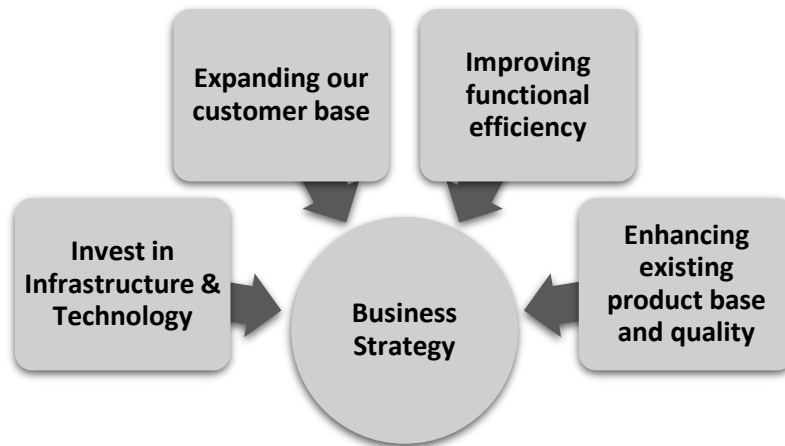 Expanding our
customer base
Improving
functional
efficiency
Invest in
Infrastructure &
Technology
Enhancing
existing
product base
and quality
Business
Strategy